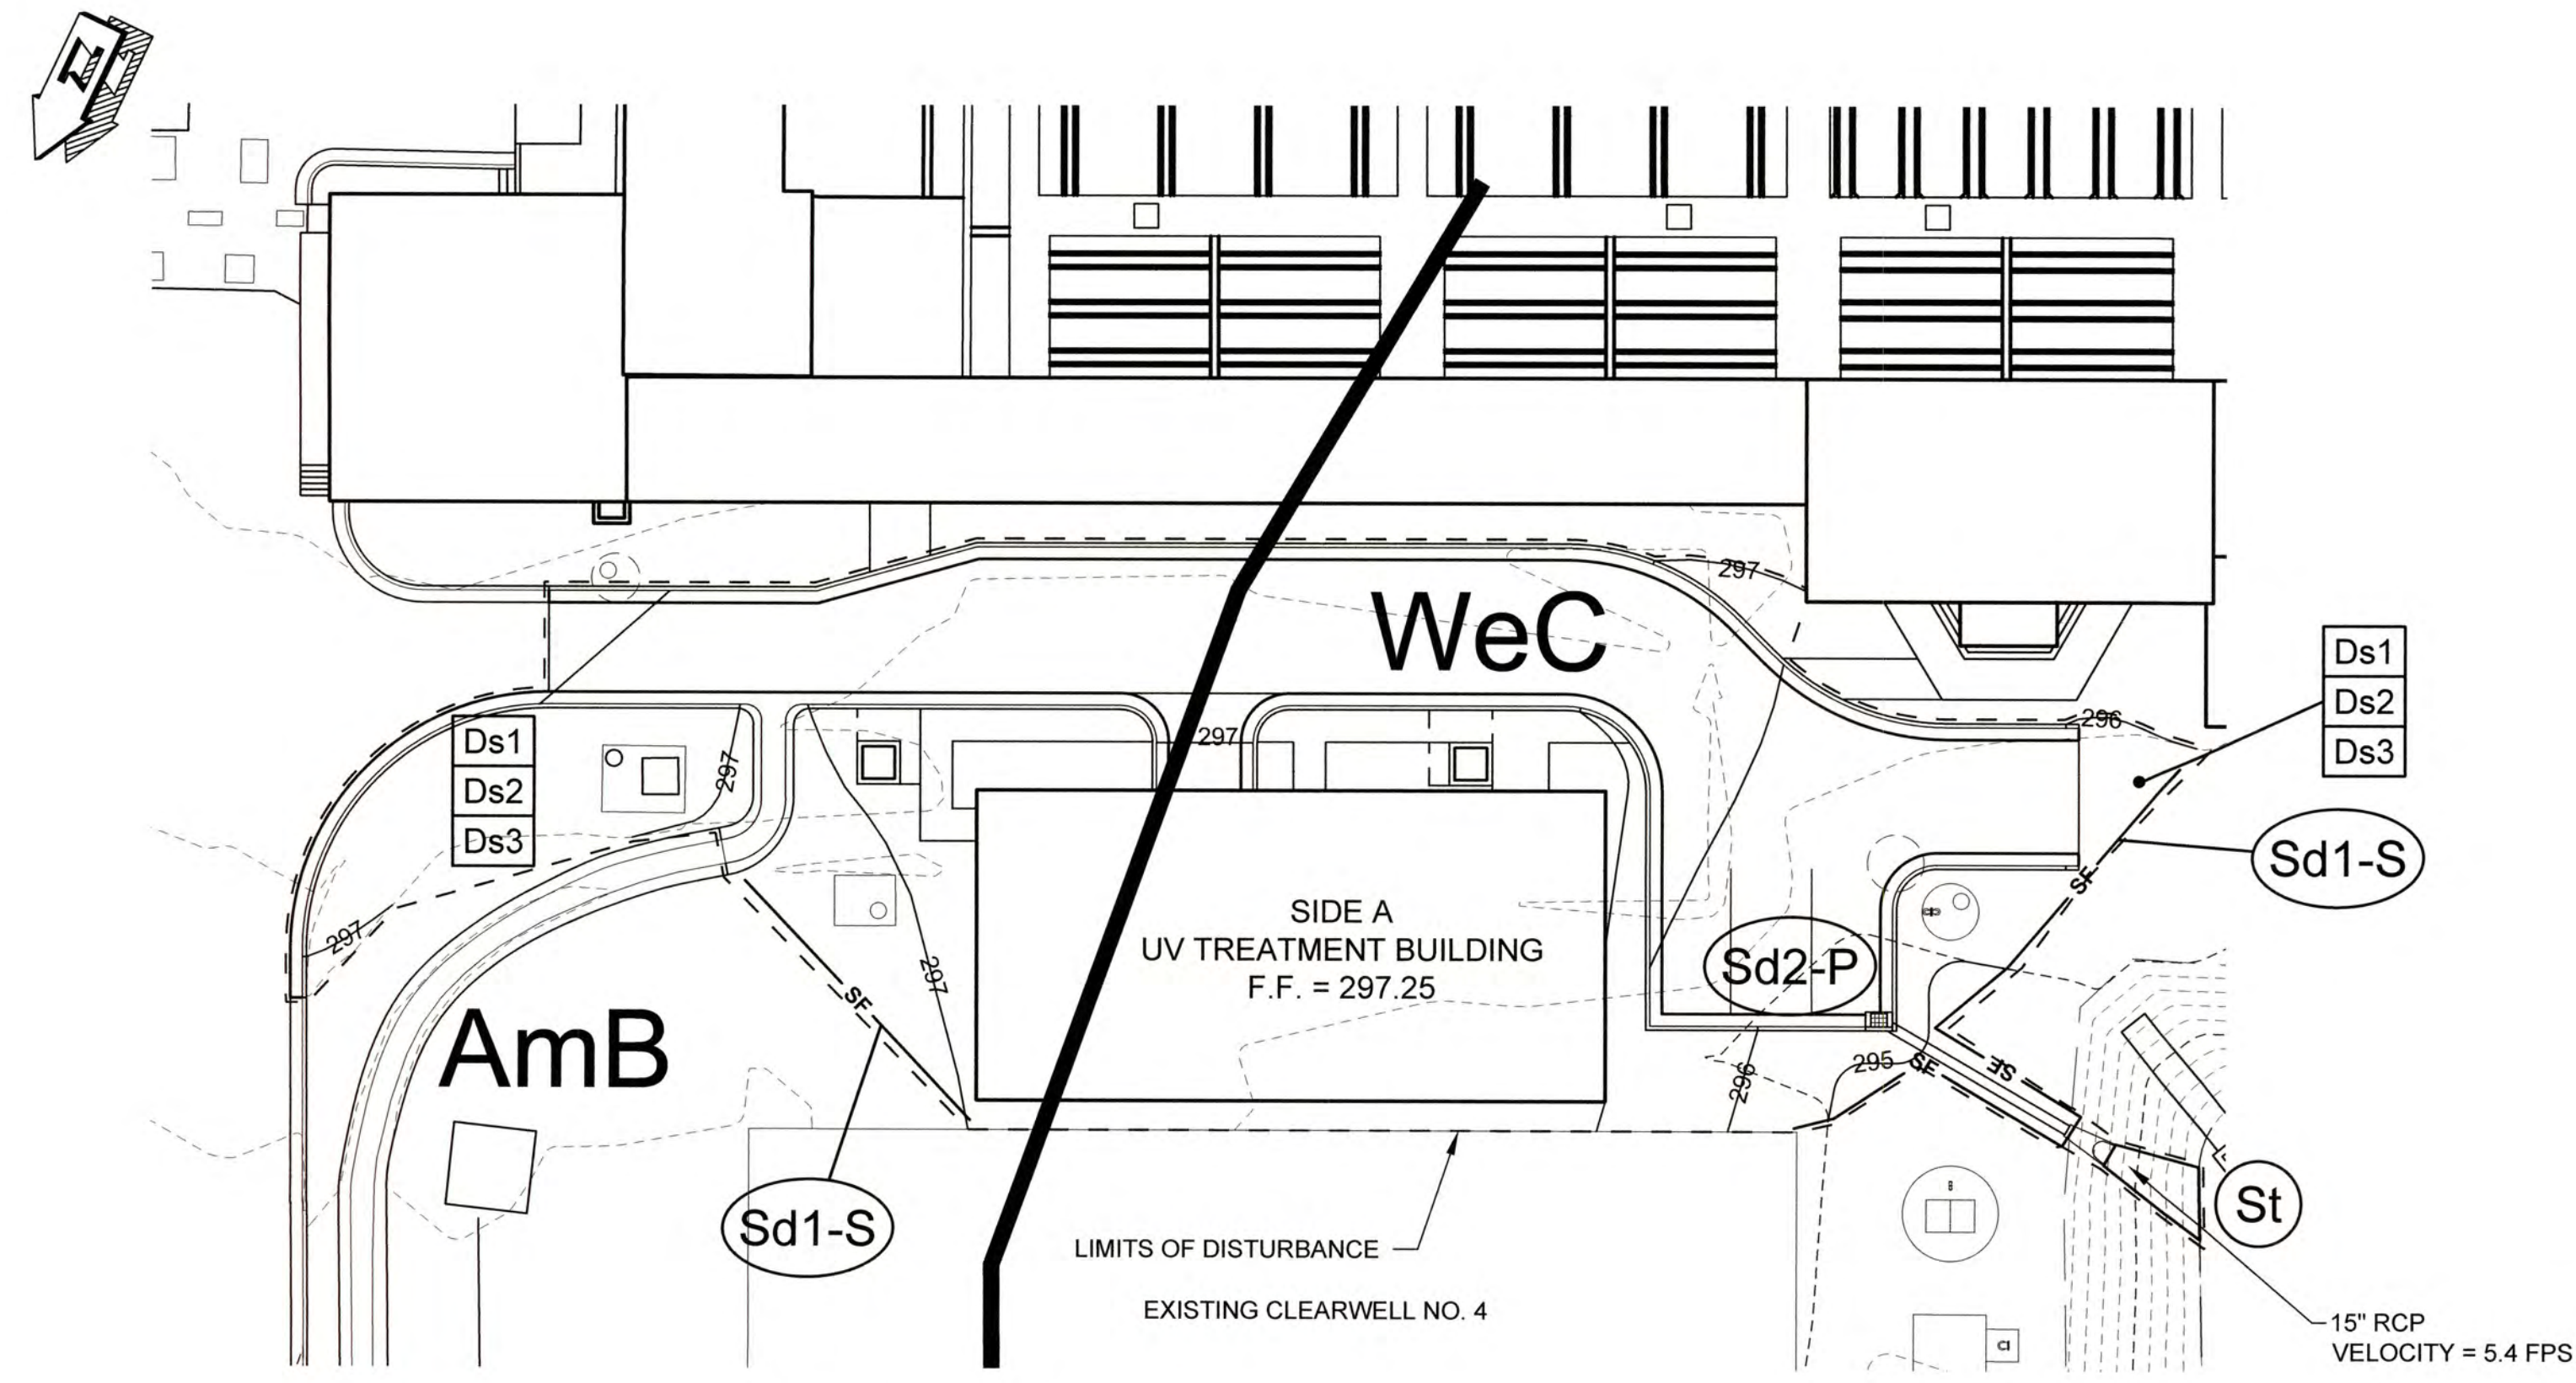 N
297
WeC
Ds1
Ds2
Ds3
296
Ds1
Ds2
Ds3
297
297
Sd1-S
SF
SIDE A
UV TREATMENT BUILDING
F.F. = 297.25
Sd2-P
297
SF
297
AmB
295
SF
SF
296
Sd1-S
St
LIMITS OF DISTURBANCE
EXISTING CLEARWELL NO. 4
15" RCP
VELOCITY = 5.4 FPS